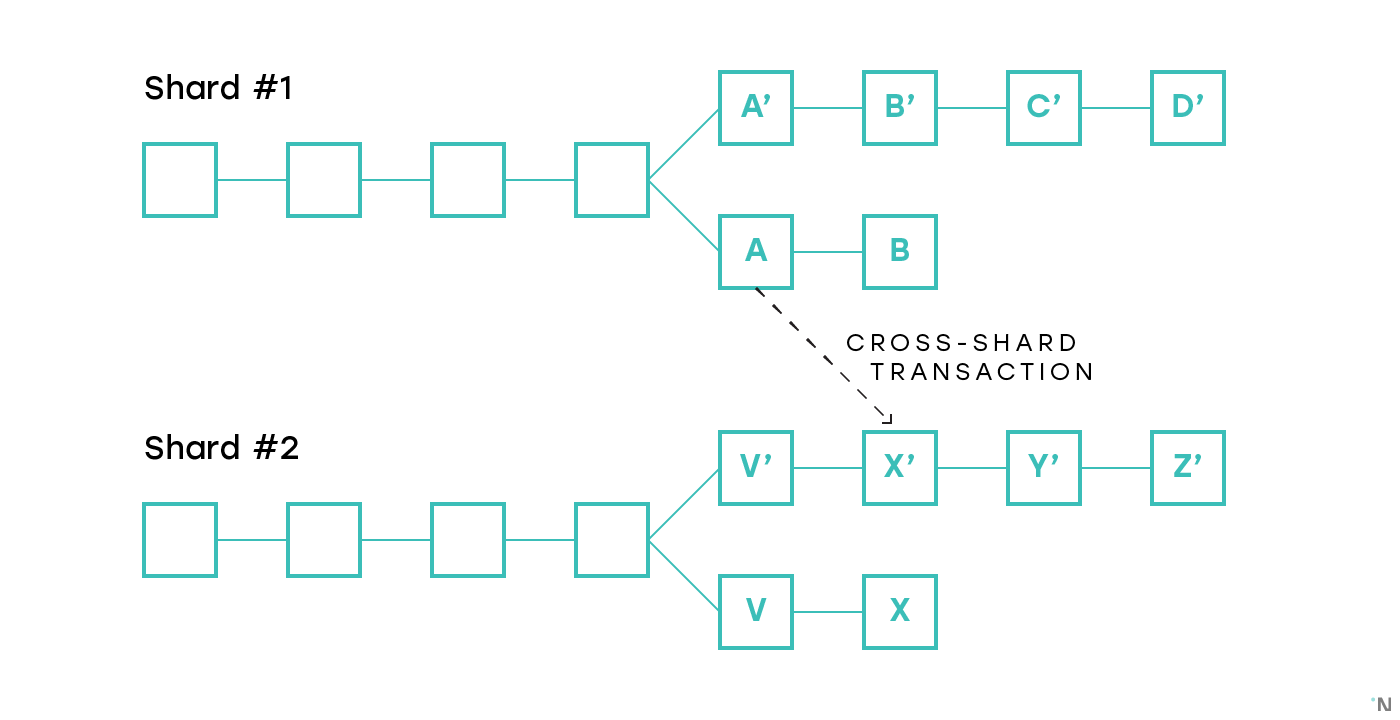 Shard #1
A’ B’ C’ D’
A B
CROSS-SHARD
TRANSACTION
Shard #2
V’ X’ Y’ Z’
V X
N